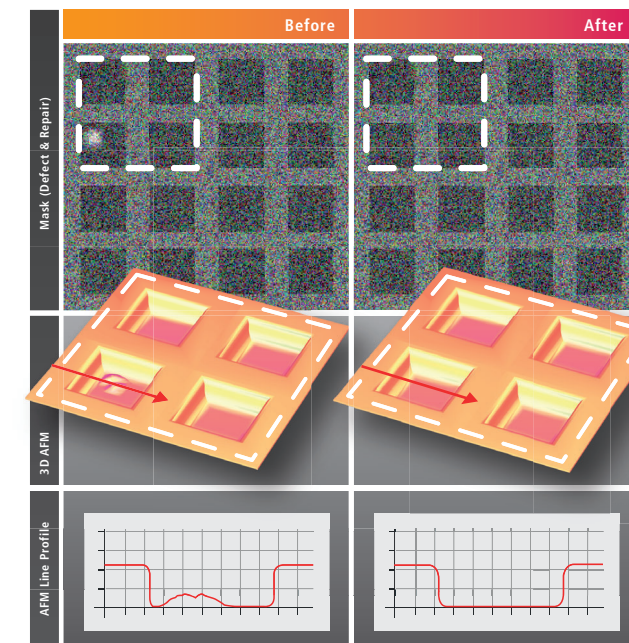 Before
After
Mask (Defect & Repair)
3D AFM
AFM Line Profile